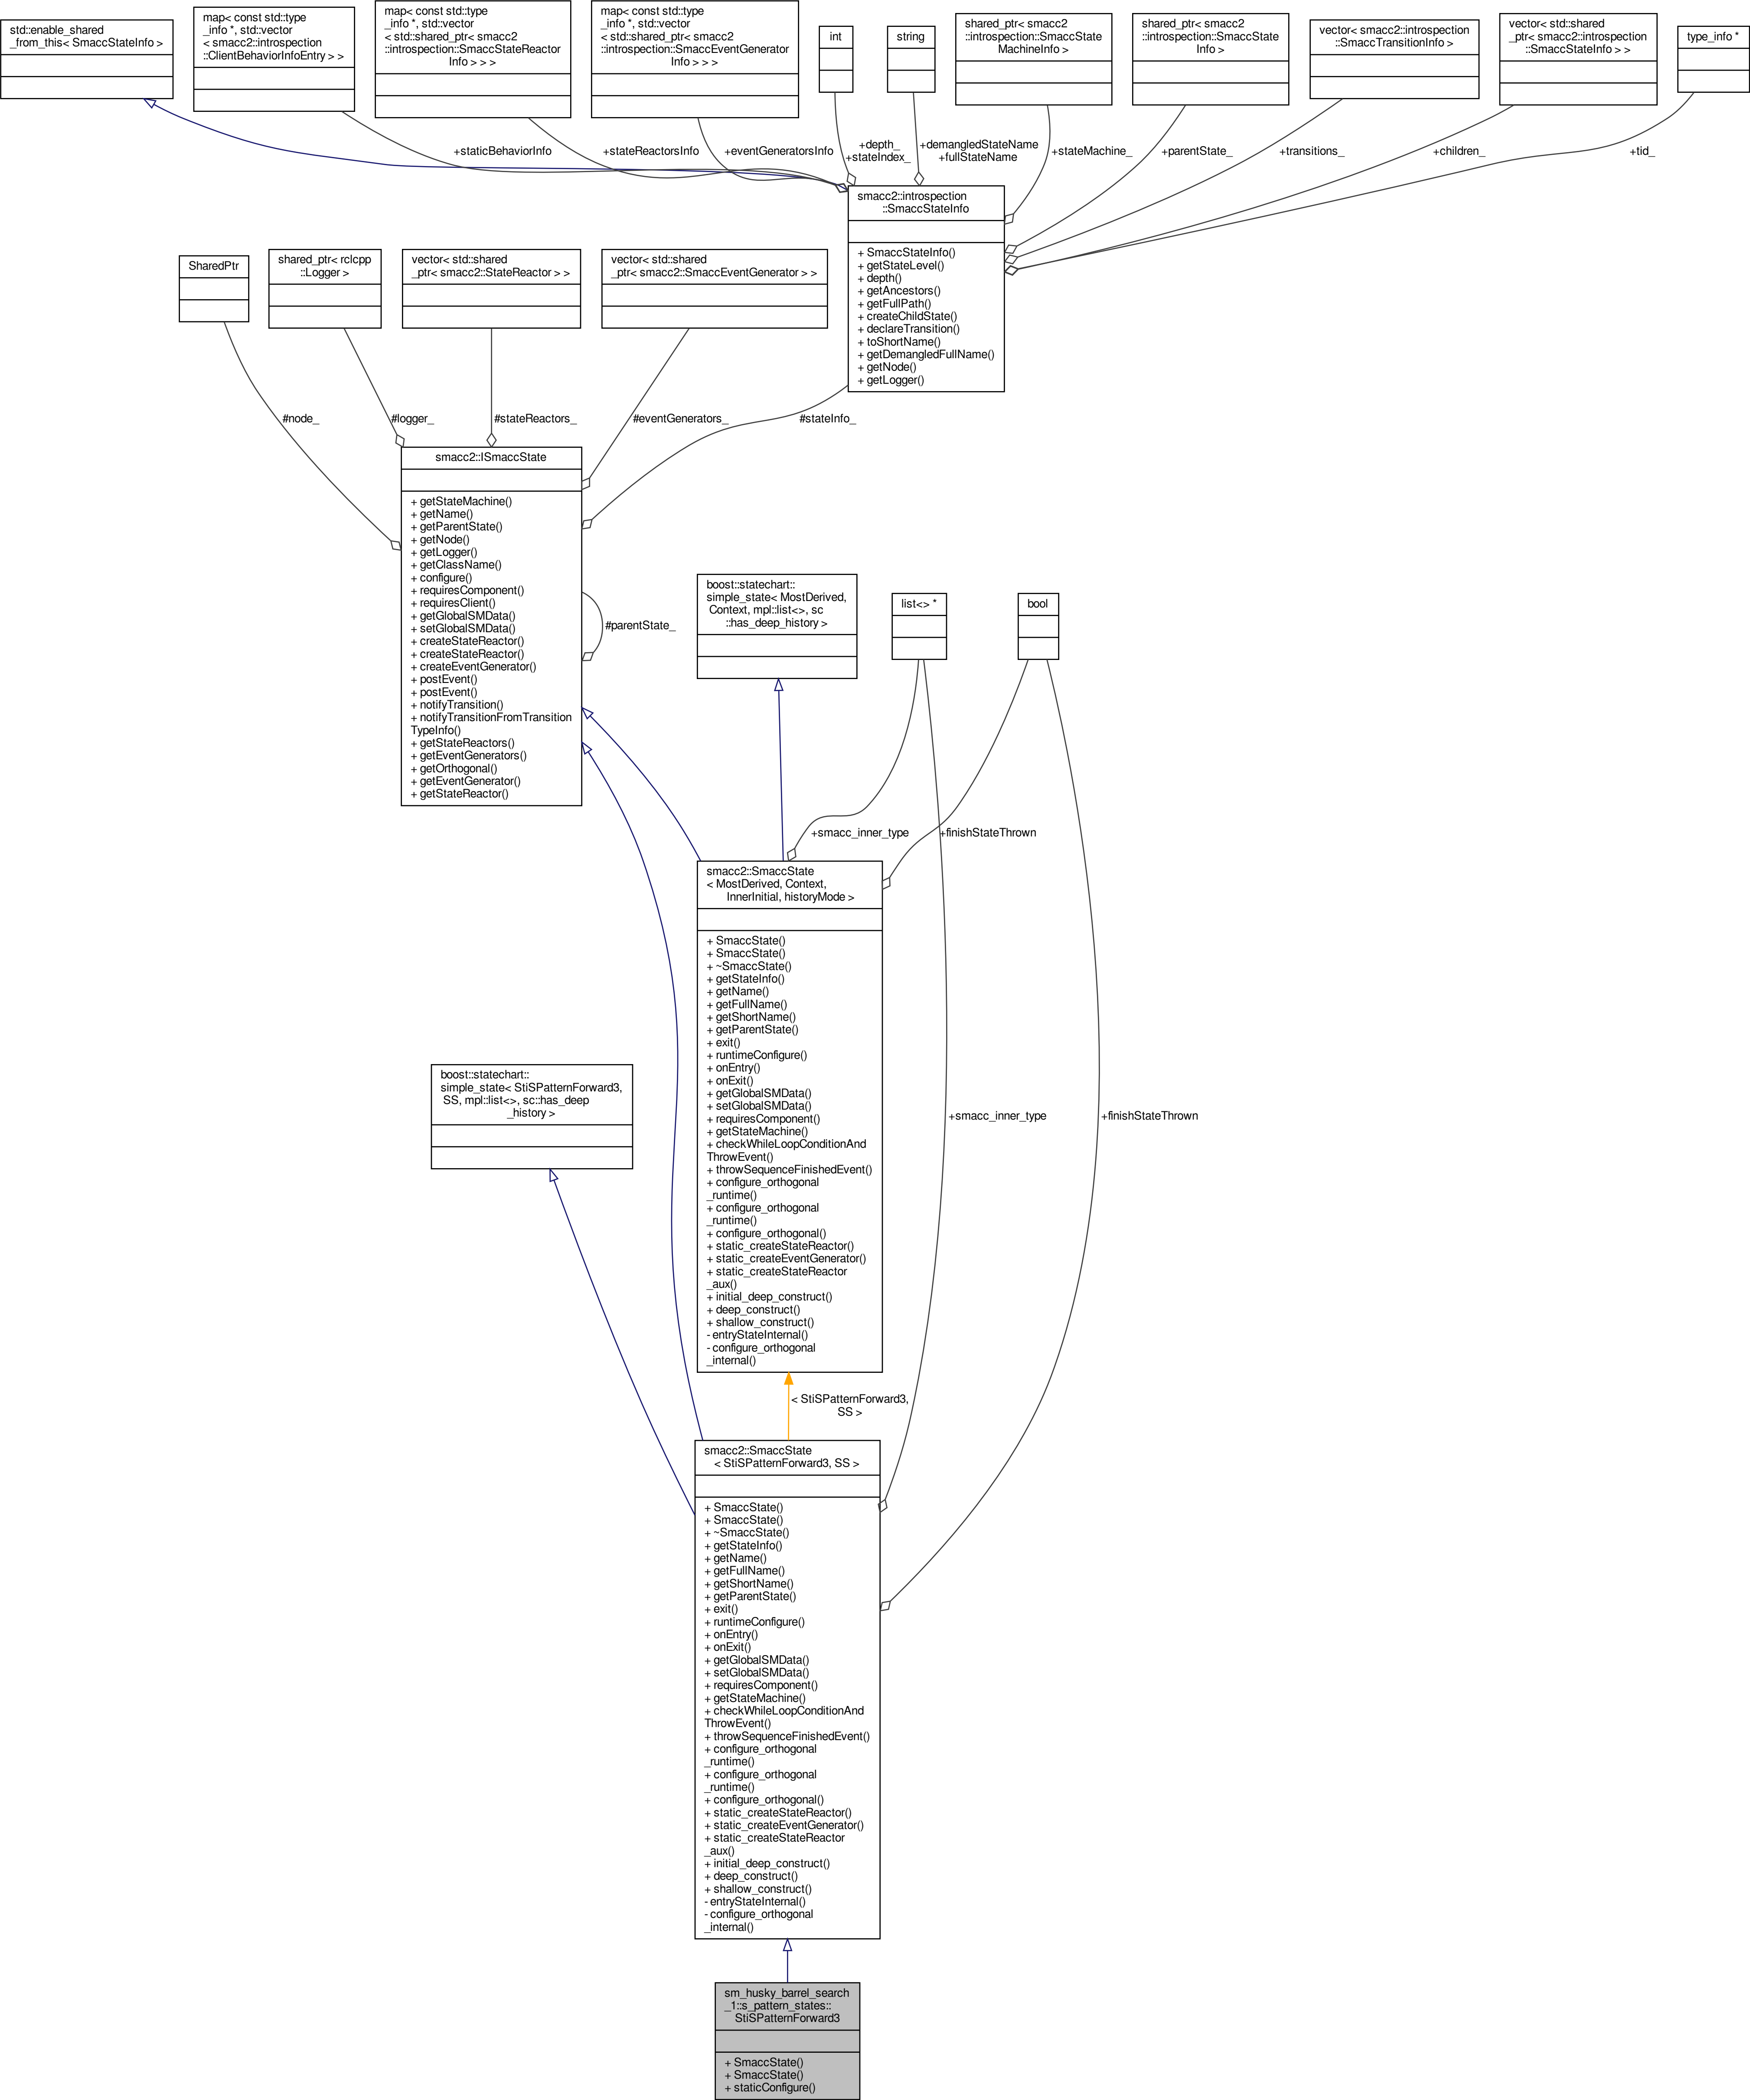 std::enable_shared
_from_this< SmaccStateInfo >
map< const std::type
_info *, std::vector
< smacc2::introspection
::ClientBehaviorInfoEntry > >
map< const std::type
_info *, std::vector
< std::shared_ptr< smacc2
::introspection::SmaccStateReactor
Info > > >
map< const std::type
_info *, std::vector
< std::shared_ptr< smacc2
::introspection::SmaccEventGenerator
Info > > >
int
string
shared_ptr< smacc2
::introspection::SmaccState
MachineInfo >
shared_ptr< smacc2
::introspection::SmaccState
Info >
vector< smacc2::introspection
::SmaccTransitionInfo >
vector< std::shared
_ptr< smacc2::introspection
::SmaccStateInfo > >
type_info *
+staticBehaviorInfo
+stateReactorsInfo
+eventGeneratorsInfo
+depth_
+stateIndex_
+demangledStateName
+fullStateName
+stateMachine_
+parentState_
+transitions_
+children_
+tid_
smacc2::introspection
::SmaccStateInfo
+ SmaccStateInfo()
+ getStateLevel()
+ depth()
+ getAncestors()
+ getFullPath()
+ createChildState()
+ declareTransition()
+ toShortName()
+ getDemangledFullName()
+ getNode()
+ getLogger()
SharedPtr
shared_ptr< rclcpp
::Logger >
vector< std::shared
_ptr< smacc2::StateReactor > >
vector< std::shared
_ptr< smacc2::SmaccEventGenerator > >
#node_
#logger_
#stateReactors_
#eventGenerators_
#stateInfo_
smacc2::ISmaccState
+ getStateMachine()
+ getName()
+ getParentState()
+ getNode()
+ getLogger()
+ getClassName()
+ configure()
+ requiresComponent()
+ requiresClient()
+ getGlobalSMData()
+ setGlobalSMData()
+ createStateReactor()
+ createStateReactor()
+ createEventGenerator()
+ postEvent()
+ postEvent()
+ notifyTransition()
+ notifyTransitionFromTransition
TypeInfo()
+ getStateReactors()
+ getEventGenerators()
+ getOrthogonal()
+ getEventGenerator()
+ getStateReactor()
#parentState_
boost::statechart::
simple_state< MostDerived,
Context, mpl::list<>, sc
::has_deep_history >
list<> *
bool
+smacc_inner_type
+finishStateThrown
smacc2::SmaccState
< MostDerived, Context,
InnerInitial, historyMode >
+ SmaccState()
+ SmaccState()
+ ~SmaccState()
+ getStateInfo()
+ getName()
+ getFullName()
+ getShortName()
+ getParentState()
+ exit()
+ runtimeConfigure()
+ onEntry()
+ onExit()
+ getGlobalSMData()
+ setGlobalSMData()
+ requiresComponent()
+ getStateMachine()
+ checkWhileLoopConditionAnd
ThrowEvent()
+ throwSequenceFinishedEvent()
+ configure_orthogonal
_runtime()
+ configure_orthogonal
_runtime()
+ configure_orthogonal()
+ static_createStateReactor()
+ static_createEventGenerator()
+ static_createStateReactor
_aux()
+ initial_deep_construct()
+ deep_construct()
+ shallow_construct()
- entryStateInternal()
- configure_orthogonal
_internal()
boost::statechart::
simple_state< StiSPatternForward3,
SS, mpl::list<>, sc::has_deep
_history >
+smacc_inner_type
+finishStateThrown
< StiSPatternForward3,
SS >
smacc2::SmaccState
< StiSPatternForward3, SS >
+ SmaccState()
+ SmaccState()
+ ~SmaccState()
+ getStateInfo()
+ getName()
+ getFullName()
+ getShortName()
+ getParentState()
+ exit()
+ runtimeConfigure()
+ onEntry()
+ onExit()
+ getGlobalSMData()
+ setGlobalSMData()
+ requiresComponent()
+ getStateMachine()
+ checkWhileLoopConditionAnd
ThrowEvent()
+ throwSequenceFinishedEvent()
+ configure_orthogonal
_runtime()
+ configure_orthogonal
_runtime()
+ configure_orthogonal()
+ static_createStateReactor()
+ static_createEventGenerator()
+ static_createStateReactor
_aux()
+ initial_deep_construct()
+ deep_construct()
+ shallow_construct()
- entryStateInternal()
- configure_orthogonal
_internal()
sm_husky_barrel_search
_1::s_pattern_states::
StiSPatternForward3
+ SmaccState()
+ SmaccState()
+ staticConfigure()